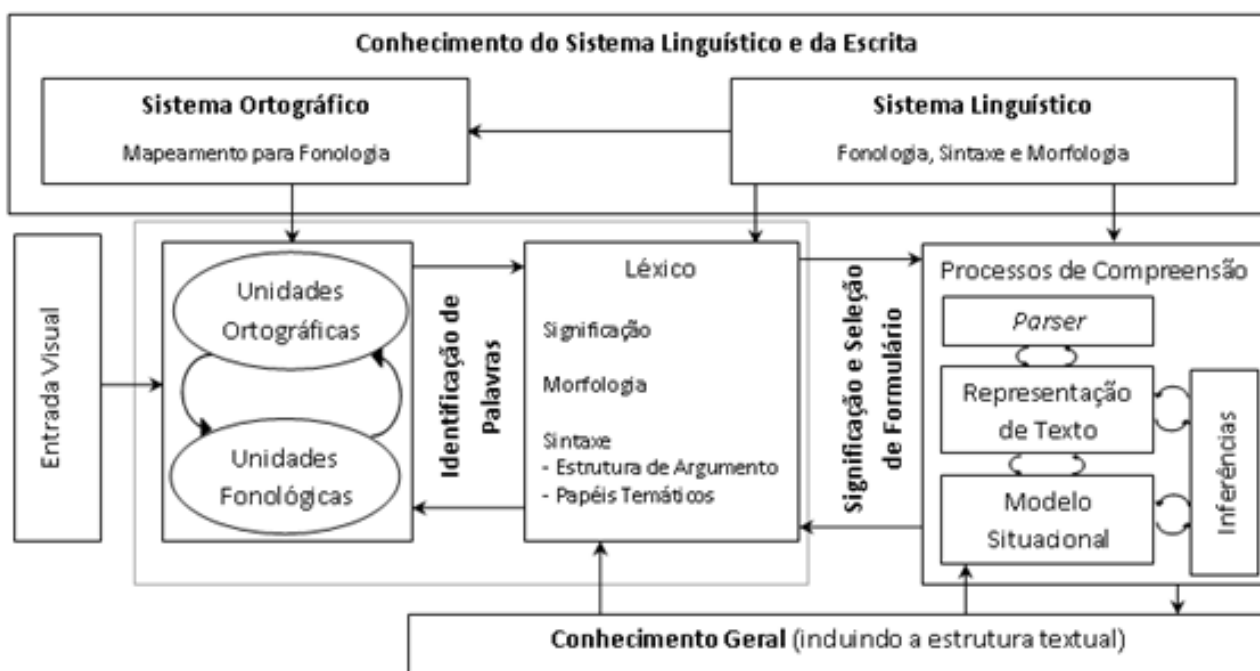 Conhecimento do Sistema Linguístico e da Escrita
Sistema Ortográfico
Mapeamento para Fonologia
Sistema Linguístico
Fonologia, Sintaxe e Morfologia
Entrada Visual
Unidades
Ortográficas
Unidades
Fonológicas
Identificação de
Palavras
Léxico
Significação
Morfologia
Sintaxe
- Estrutura de Argumento
- Papéis Temáticos
Significação e Seleção
de Formulário
Processos de Compreensão
Parser
Representação
de Texto
Modelo
Situacional
Inferências
Conhecimento Geral (incluindo a estrutura textual)